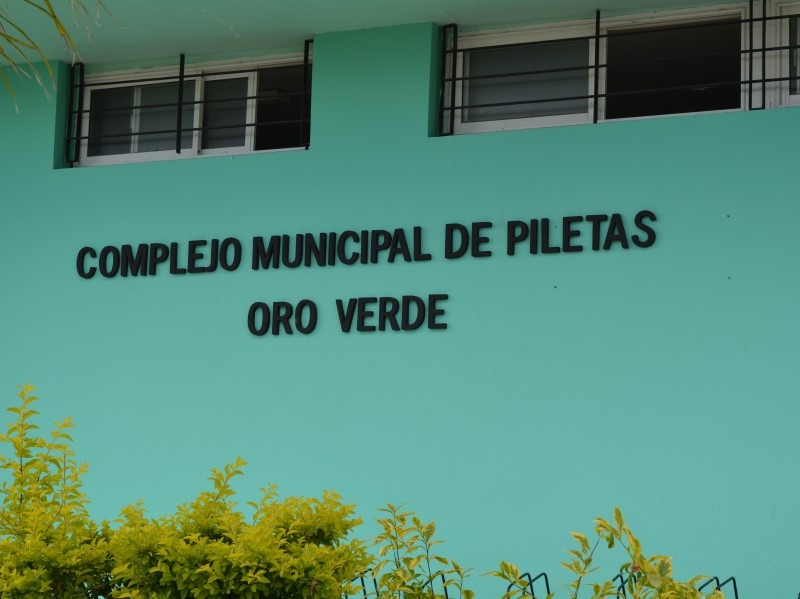 COMPLEJO MUNICIPAL DE PILETAS
ORO VERDE